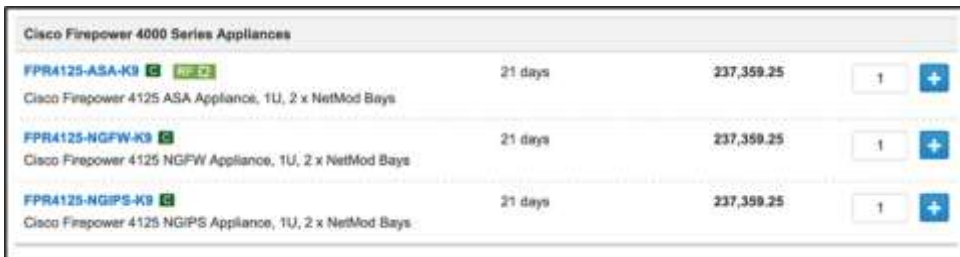 Cisco Firepower 4000 Series Appliances
FPR4125-ASA-K9 C RF
21 days 237,359.25 1 +
Cisco Firepower 4125 ASA Appliance, 1U, 2 x NetMod Bays
FPR4125-NGFW-K9 C
21 days 237,359.25 1 +
Cisco Firepower 4125 NGFW Appliance, 1U, 2 x NetMod Bays
FPR4125-NGIPS-K9 C
21 days 237,359.25 1 +
Cisco Firepower 4125 NGIPS Appliance, 1U, 2 x NetMod Bays